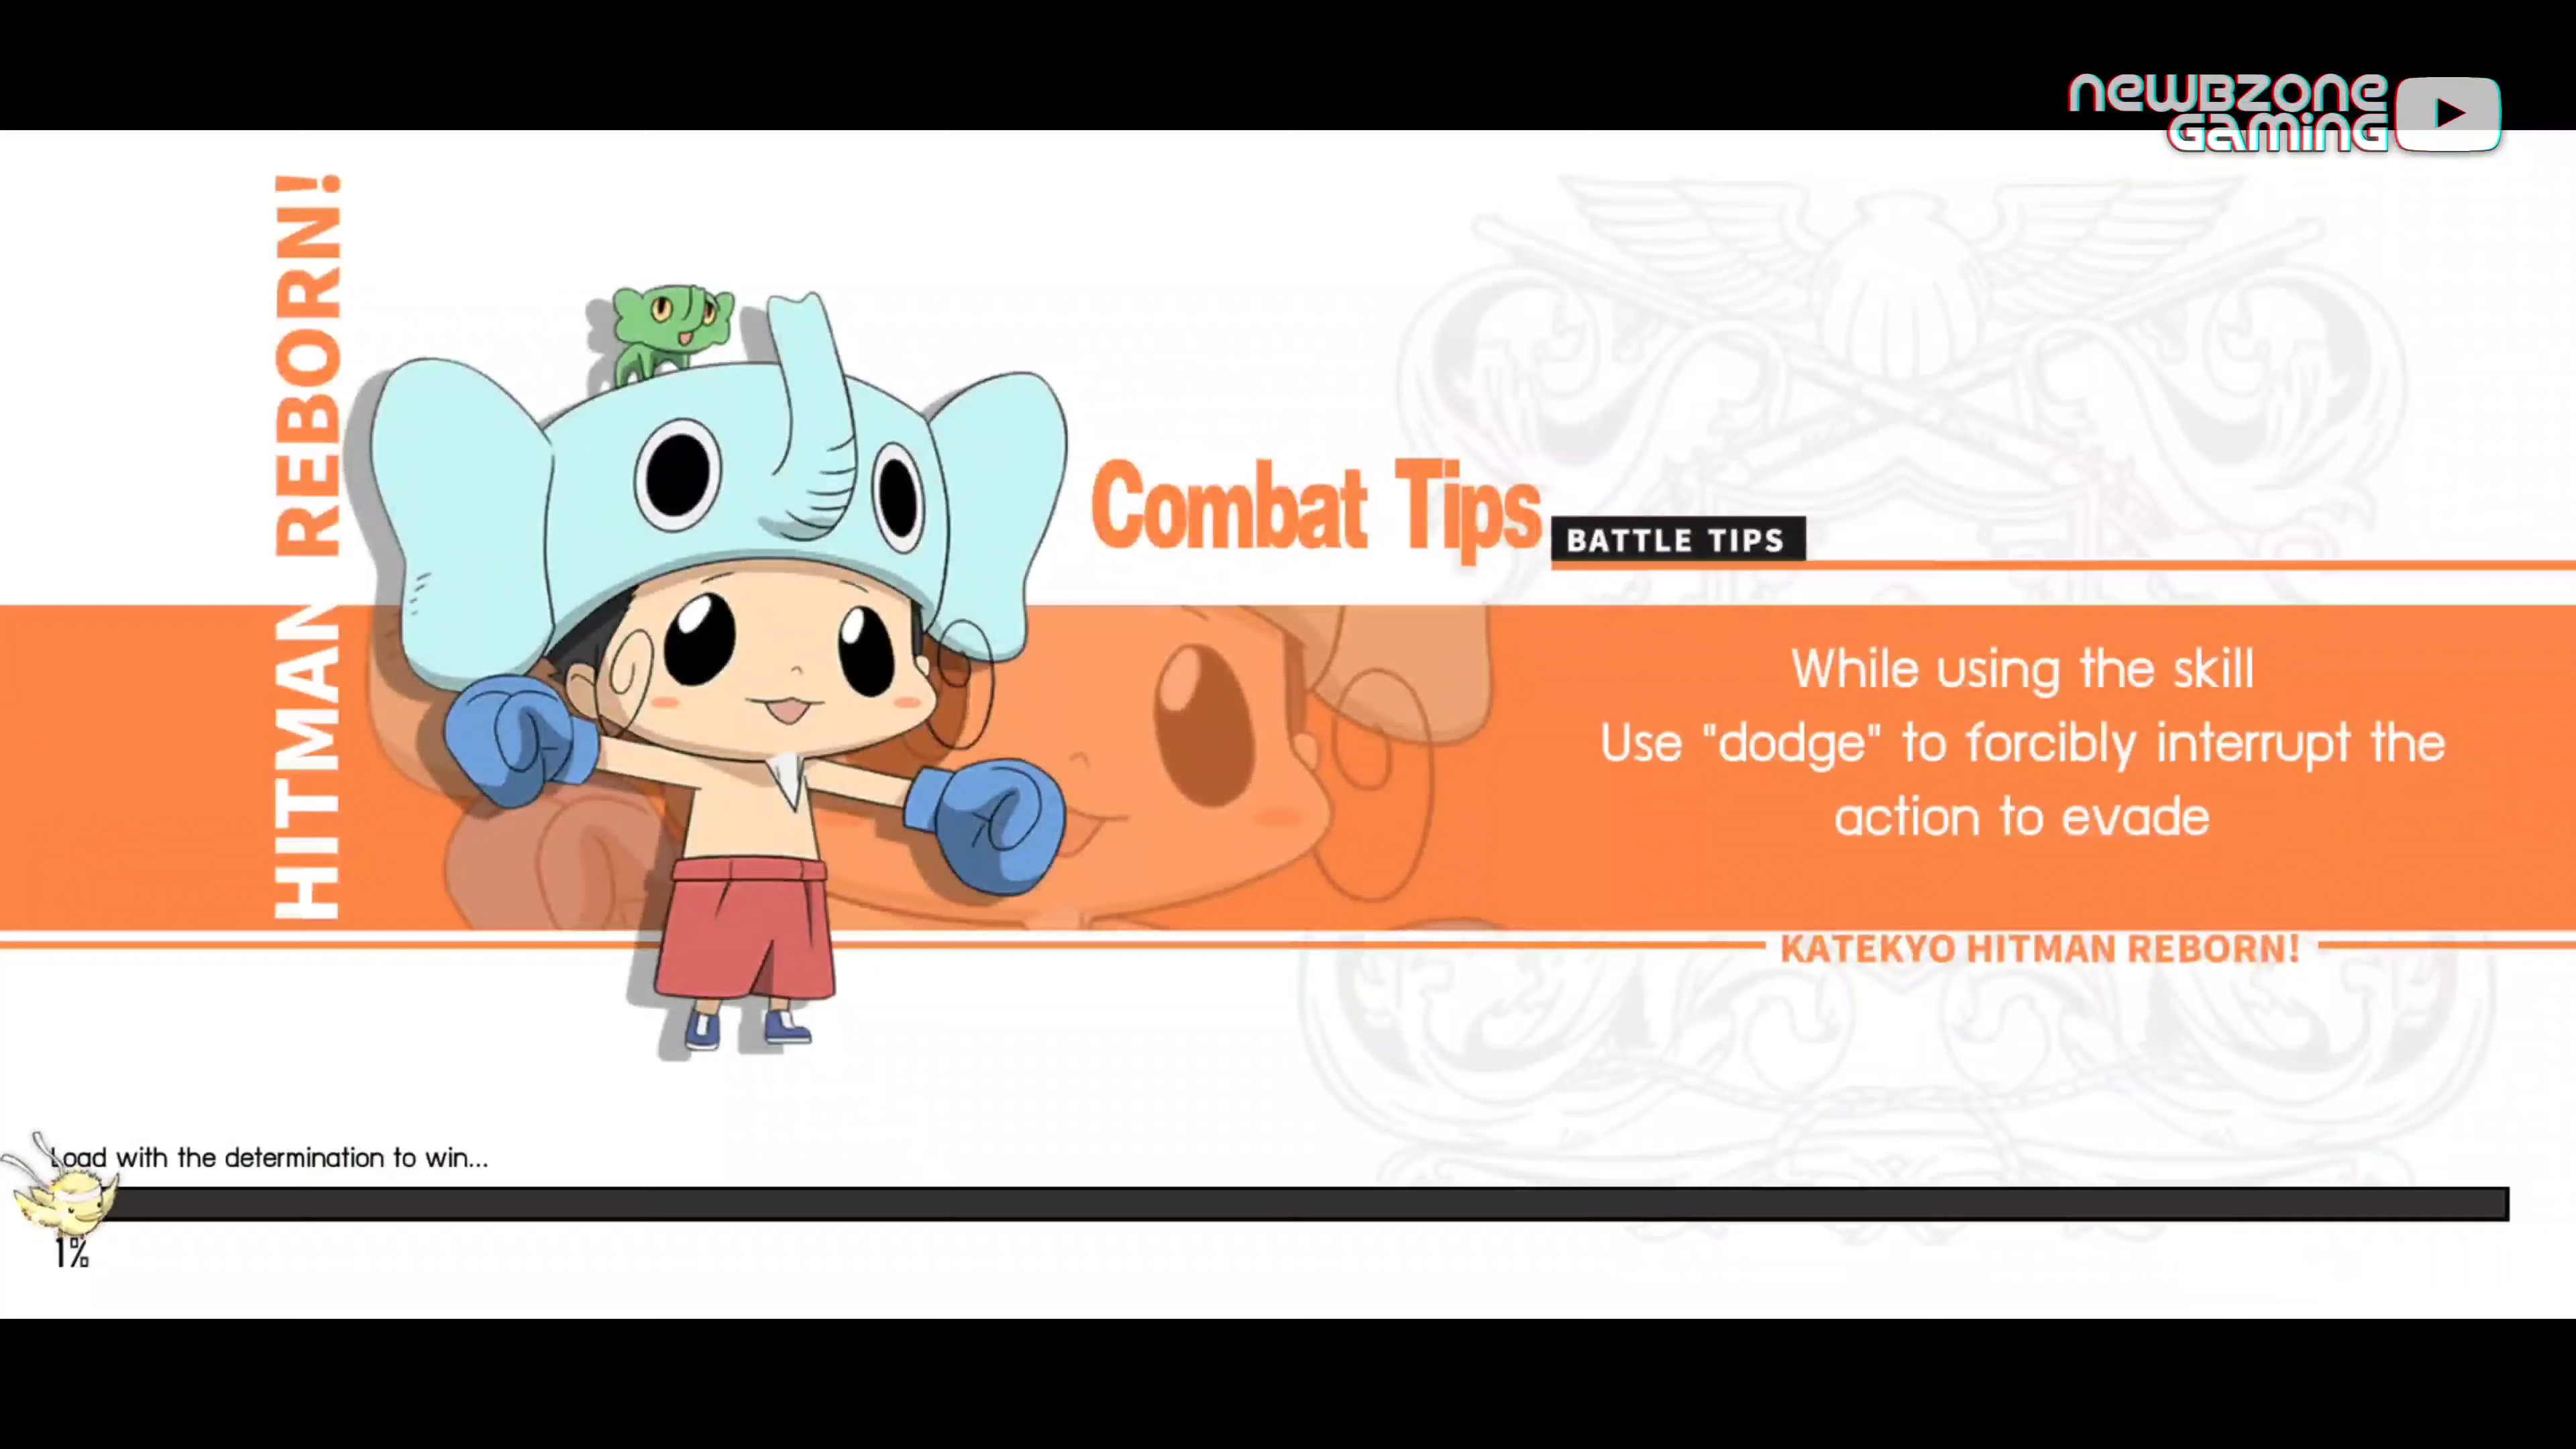 NEWBZONE
GAMING
HITMAN REBORN!
Combat Tips
BATTLE TIPS
While using the skill
Use "dodge" to forcibly interrupt the
action to evade
KATEKYO HITMAN REBORN!
Load with the determination to win...
1%